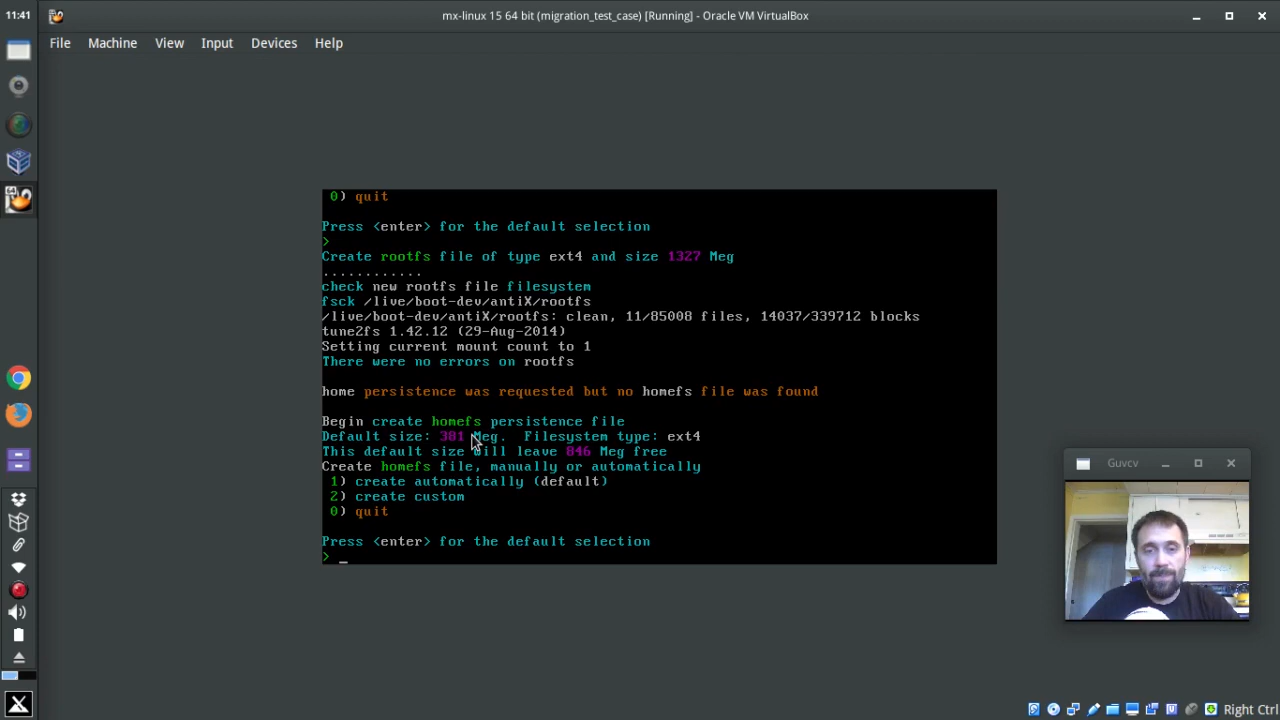 11:41
mx-linux 15 64 bit (migration_test_case) [Running] - Oracle VM VirtualBox
File Machine View Input Devices Help
0) quit
Press <enter> for the default selection
>
Create rootfs file of type ext4 and size 1327 Meg
............
check new rootfs file filesystem
fsck /live/boot-dev/antiX/rootfs
/live/boot-dev/antiX/rootfs: clean, 11/85008 files, 14037/339712 blocks
tune2fs 1.42.12 (29-Aug-2014)
Setting current mount count to 1
There were no errors on rootfs
home persistence was requested but no homefs file was found
Begin create homefs persistence file
Default size: 381 Meg. Filesystem type: ext4
This default size will leave 846 Meg free
Create homefs file, manually or automatically
1) create automatically (default)
2) create custom
0) quit
Press <enter> for the default selection
> _
Guvcv
Right Ctrl